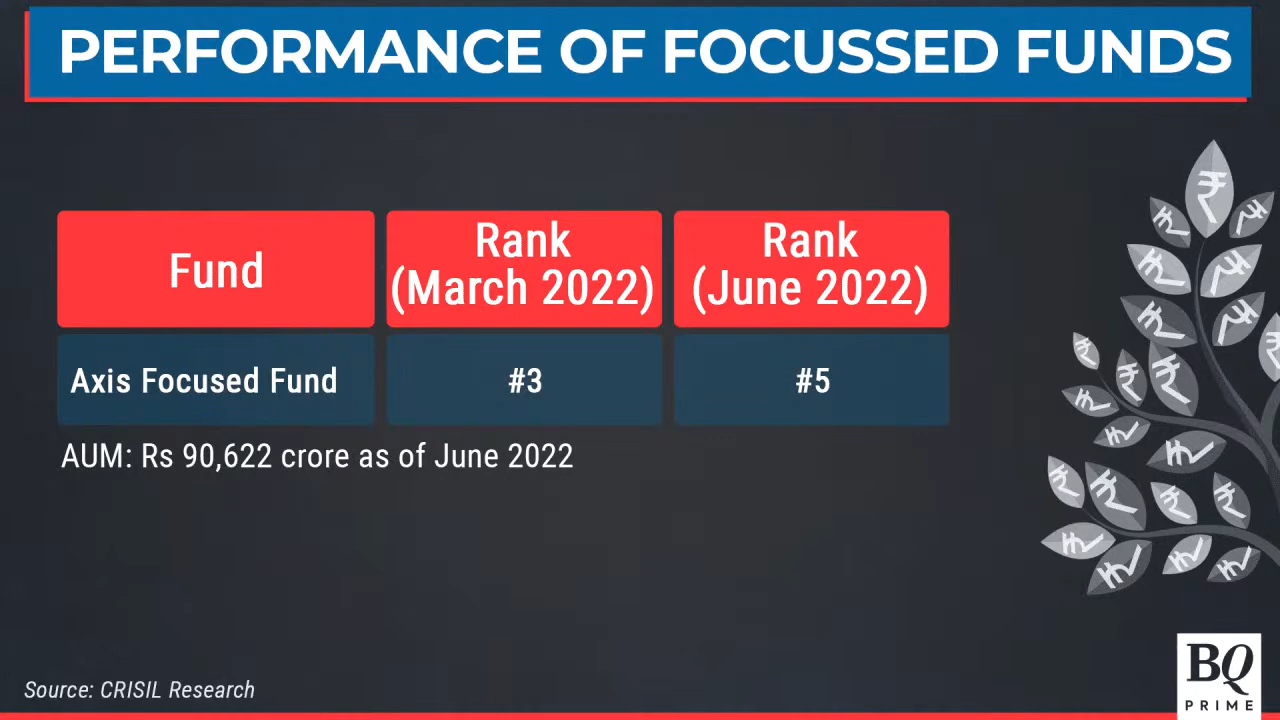 PERFORMANCE OF FOCUSSED FUNDS
Fund
Rank
(March 2022)
Rank
(June 2022)
Axis Focused Fund
#3
#5
AUM: Rs 90,622 crore as of June 2022
Source: CRISIL Research
BQ
PRIME